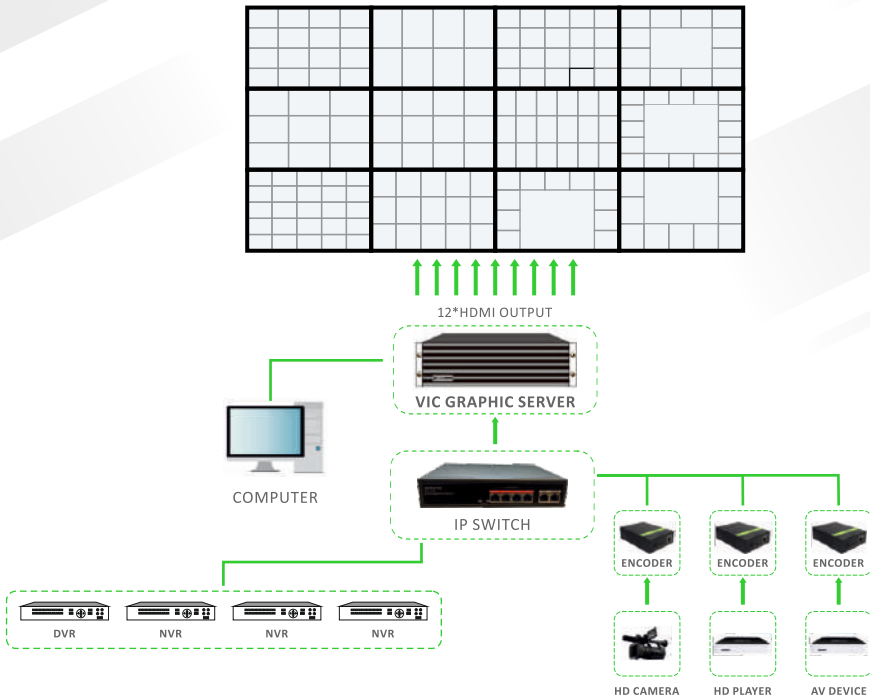 12*HDMI OUTPUT
VIC GRAPHIC SERVER
COMPUTER
IP SWITCH
ENCODER
ENCODER
ENCODER
DVR
NVR
NVR
NVR
HD CAMERA
HD PLAYER
AV DEVICE